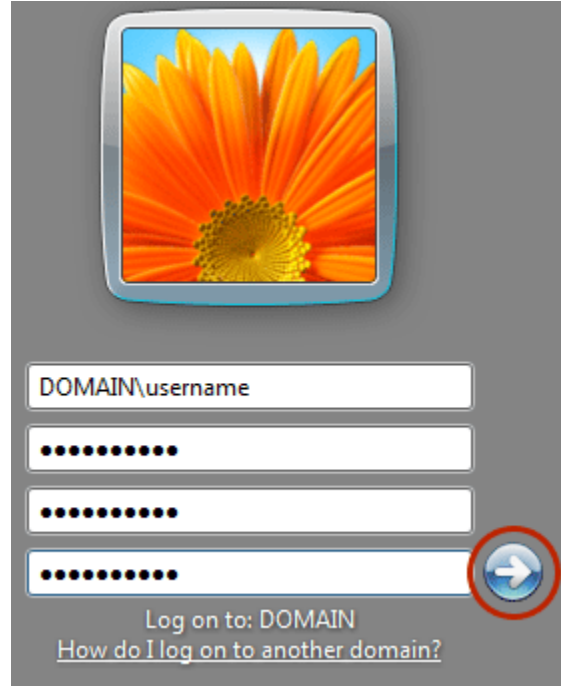 DOMAIN\username
●●●●●●●●●●
●●●●●●●●●●
●●●●●●●●●●
Log on to: DOMAIN
How do I log on to another domain?